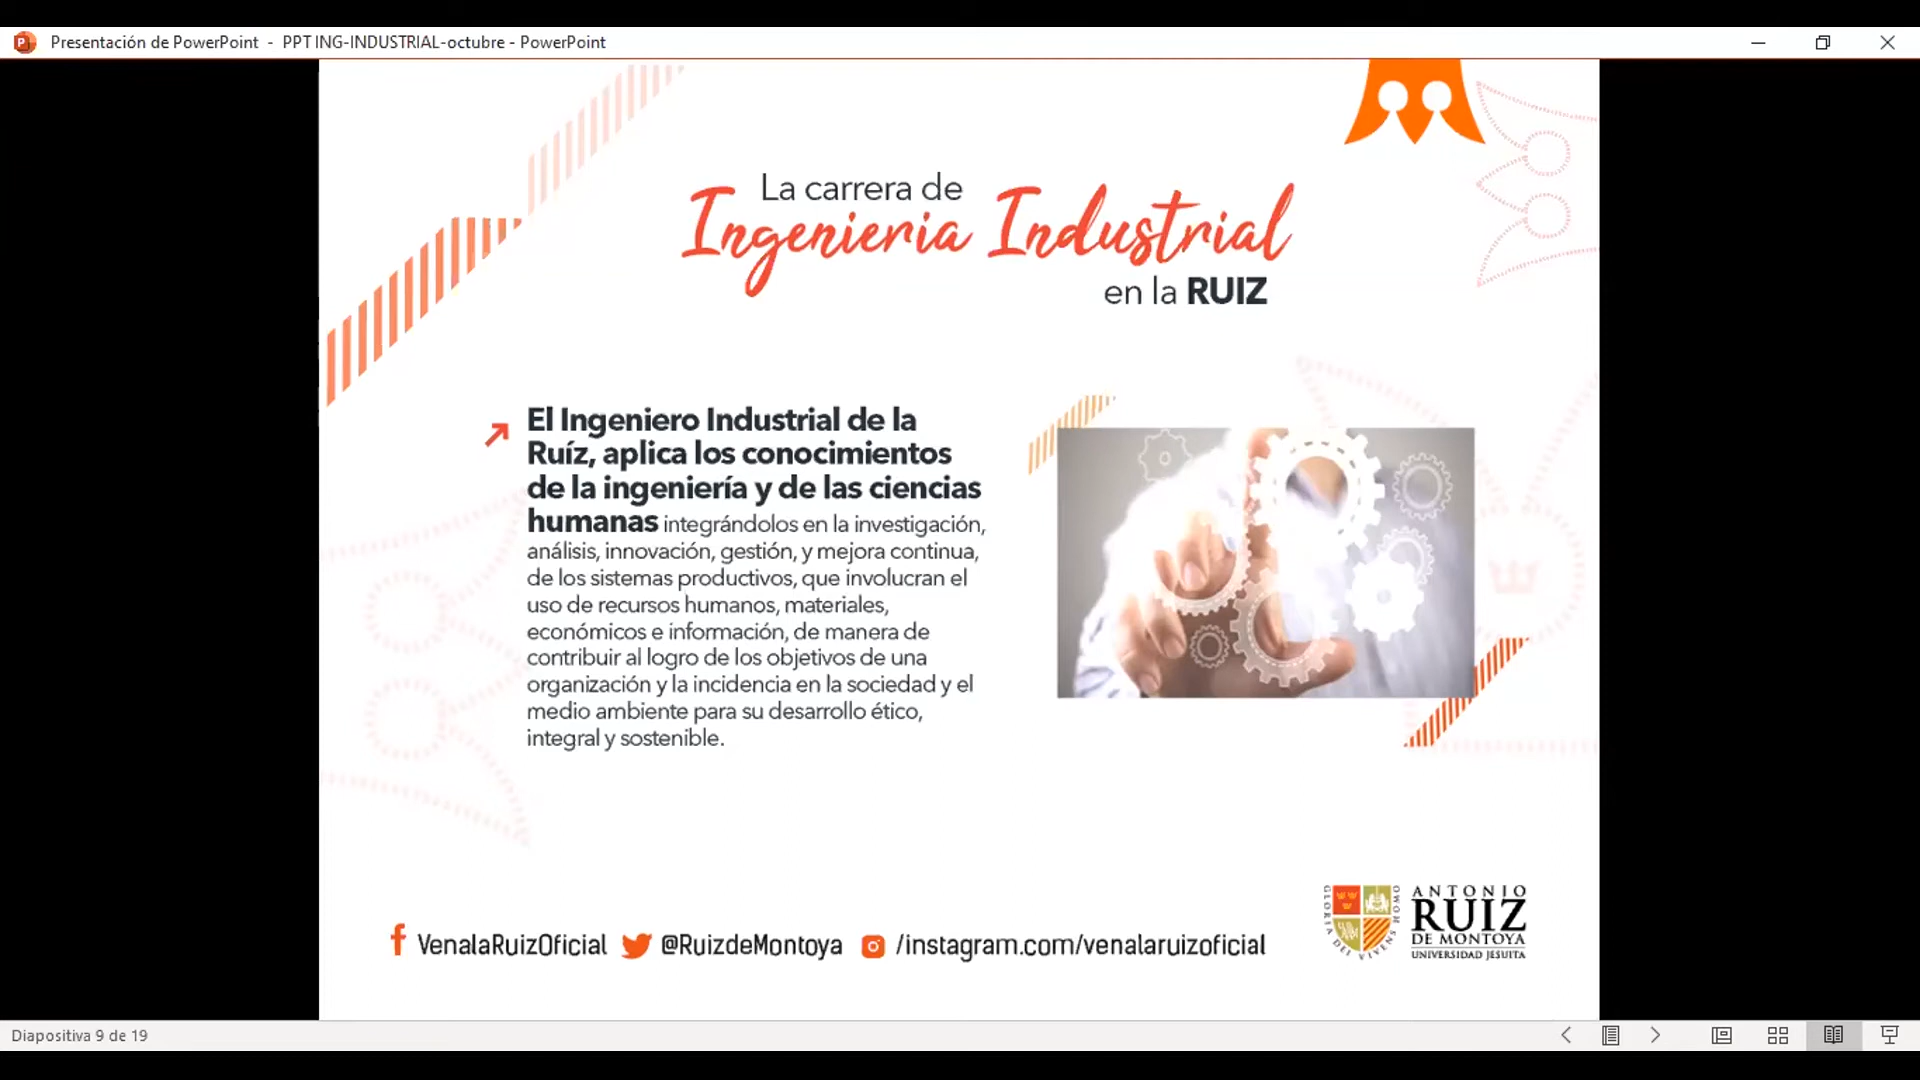 Presentación de PowerPoint - PPT ING-INDUSTRIAL-octubre - PowerPoint
La carrera de
Ingenieria Industrial
en la RUIZ
El Ingeniero Industrial de la
Ruíz, aplica los conocimientos
de la ingeniería y de las ciencias
humanas integrándolos en la investigación,
análisis, innovación, gestión, y mejora continua,
de los sistemas productivos, que involucran el
uso de recursos humanos, materiales,
económicos e información, de manera de
contribuir al logro de los objetivos de una
organización y la incidencia en la sociedad y el
medio ambiente para su desarrollo ético,
integral y sostenible.
VenalaRuizOficial @RuizdeMontoya /instagram.com/venalaruizoficial
GLORIA DEI VIVENS HOMO
ANTONIO
RUIZ
DE MONTOYA
UNIVERSIDAD JESUITA
Diapositiva 9 de 19